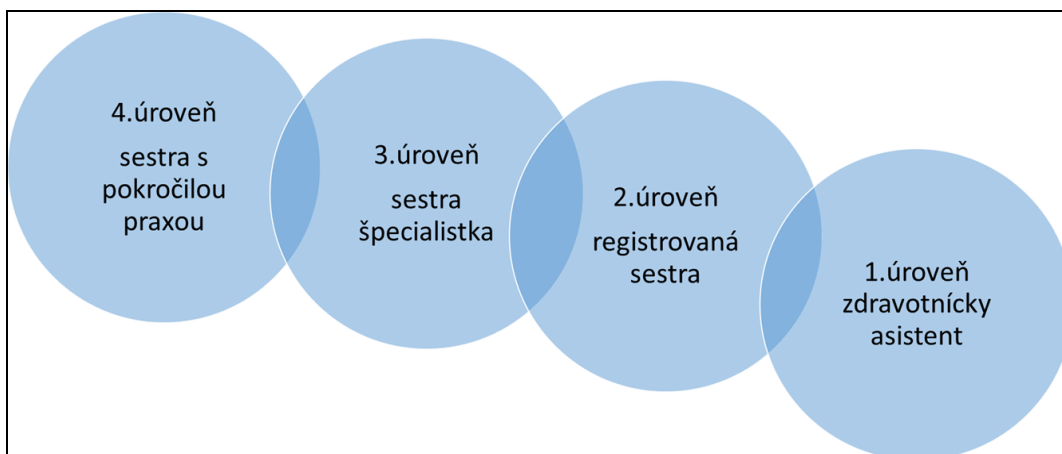 4.úroveň
sestra s
pokročilou
praxou
3.úroveň
sestra
špecialistka
2.úroveň
registrovaná
sestra
1.úroveň
zdravotnícky
asistent